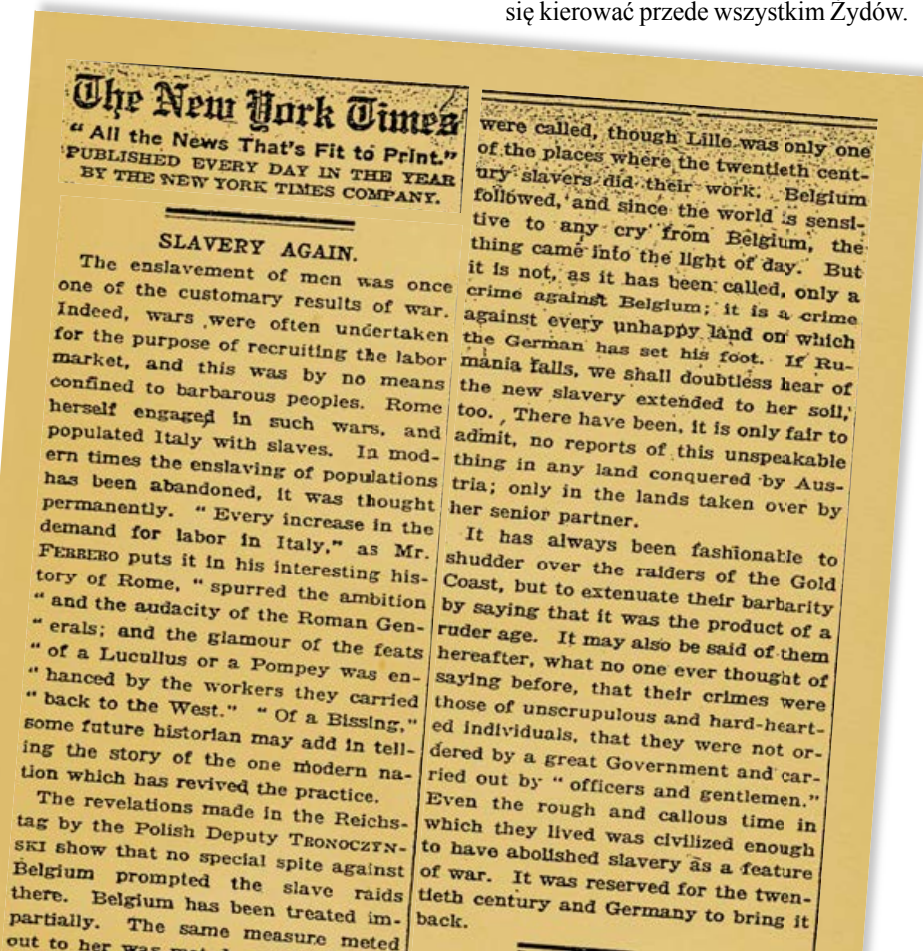 się kierować przede wszystkim Żydów.
The New York Times
"All the News That's Fit to Print."
PUBLISHED EVERY DAY IN THE YEAR
BY THE NEW YORK TIMES COMPANY.
SLAVERY AGAIN.
The enslavement of men was once
one of the customary results of war.
Indeed, wars were often undertaken
for the purpose of recruiting the labor
market, and this was by no means
confined to barbarous peoples. Rome
herself engaged in such wars, and
populated Italy with slaves. In mod-
ern times the enslaving of populations
has been abandoned, it was thought
permanently. "Every increase in the
demand for labor in Italy," as Mr.
FERRERO puts it in his interesting his-
tory of Rome, "spurred the ambition
"and the audacity of the Roman Gen-
"erals; and the glamour of the feats
"of a Lucullus or a Pompey was en-
"hanced by the workers they carried
"back to the West." "Of a Bissing,"
some future historian may add in tell-
ing the story of the one modern na-
tion which has revived the practice.
The revelations made in the Reichs-
tag by the Polish Deputy TRONOCZYN-
SKI show that no special spite against
Belgium prompted the slave raids
there. Belgium has been treated im-
partially. The same measure meted
out to her was
were called, though Lille was only one
of the places where the twentieth cent-
ury slavers did their work. Belgium
followed, and since the world is sensi-
tive to any cry from Belgium, the
thing came into the light of day. But
it is not, as it has been called, only a
crime against Belgium; it is a crime
against every unhappy land on which
the German has set his foot. If Ru-
mania falls, we shall doubtless hear of
the new slavery extended to her soil,
too. There have been, it is only fair to
admit, no reports of this unspeakable
thing in any land conquered by Aus-
tria; only in the lands taken over by
her senior partner.
It has always been fashionable to
shudder over the raiders of the Gold
Coast, but to extenuate their barbarity
by saying that it was the product of a
ruder age. It may also be said of them
hereafter, what no one ever thought of
saying before, that their crimes were
those of unscrupulous and hard-heart-
ed individuals, that they were not or-
dered by a great Government and car-
ried out by "officers and gentlemen."
Even the rough and callous time in
which they lived was civilized enough
to have abolished slavery as a feature
of war. It was reserved for the twen-
tieth century and Germany to bring it
back.